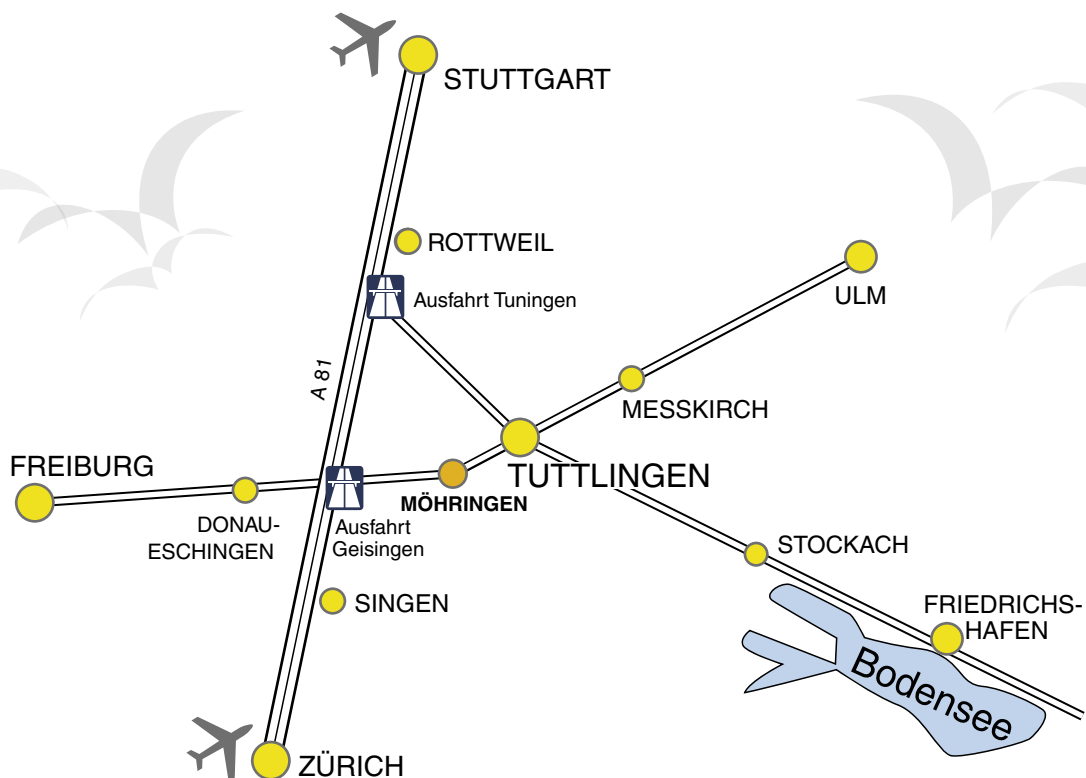 STUTTGART
ROTTWEIL
Ausfahrt Tuningen
ULM
A 81
MESSKIRCH
FREIBURG
TUTTLINGEN
MÖHRINGEN
DONAU-
ESCHINGEN
Ausfahrt
Geisingen
STOCKACH
SINGEN
FRIEDRICHS-
HAFEN
Bodensee
ZÜRICH